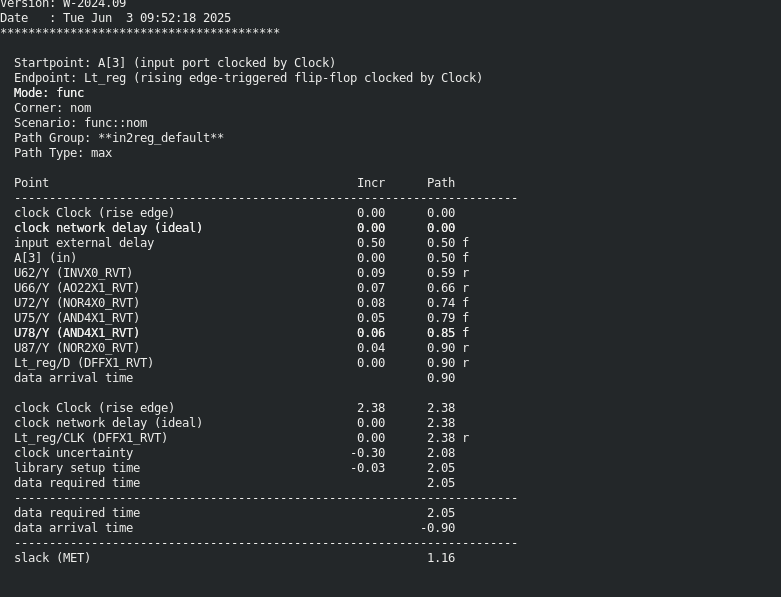 Version: W-2024.09
Date   : Tue Jun  3 09:52:18 2025
****************************************

  Startpoint: A[3] (input port clocked by Clock)
  Endpoint: Lt_reg (rising edge-triggered flip-flop clocked by Clock)
  Mode: func
  Corner: nom
  Scenario: func::nom
  Path Group: **in2reg_default**
  Path Type: max

  Point                                            Incr      Path
  ------------------------------------------------------------------------
  clock Clock (rise edge)                          0.00      0.00
  clock network delay (ideal)                      0.00      0.00
  input external delay                             0.50      0.50 f
  A[3] (in)                                        0.00      0.50 f
  U62/Y (INVX0_RVT)                                0.09      0.59 r
  U66/Y (AO22X1_RVT)                               0.07      0.66 r
  U72/Y (NOR4X0_RVT)                               0.08      0.74 f
  U75/Y (AND4X1_RVT)                               0.05      0.79 f
  U78/Y (AND4X1_RVT)                               0.06      0.85 f
  U87/Y (NOR2X0_RVT)                               0.04      0.90 r
  Lt_reg/D (DFFX1_RVT)                             0.00      0.90 r
  data arrival time                                          0.90

  clock Clock (rise edge)                          2.38      2.38
  clock network delay (ideal)                      0.00      2.38
  Lt_reg/CLK (DFFX1_RVT)                           0.00      2.38 r
  clock uncertainty                               -0.30      2.08
  library setup time                              -0.03      2.05
  data required time                                         2.05
  ------------------------------------------------------------------------
  data required time                                         2.05
  data arrival time                                         -0.90
  ------------------------------------------------------------------------
  slack (MET)                                                1.16